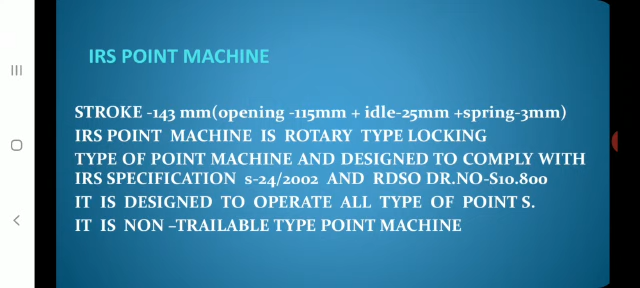 IRS POINT MACHINE
STROKE -143 mm(opening -115mm + idle-25mm +spring-3mm)
IRS POINT MACHINE IS ROTARY TYPE LOCKING
TYPE OF POINT MACHINE AND DESIGNED TO COMPLY WITH
IRS SPECIFICATION s-24/2002 AND RDSO DR.NO-S10.800
IT IS DESIGNED TO OPERATE ALL TYPE OF POINT S.
IT IS NON –TRAILABLE TYPE POINT MACHINE